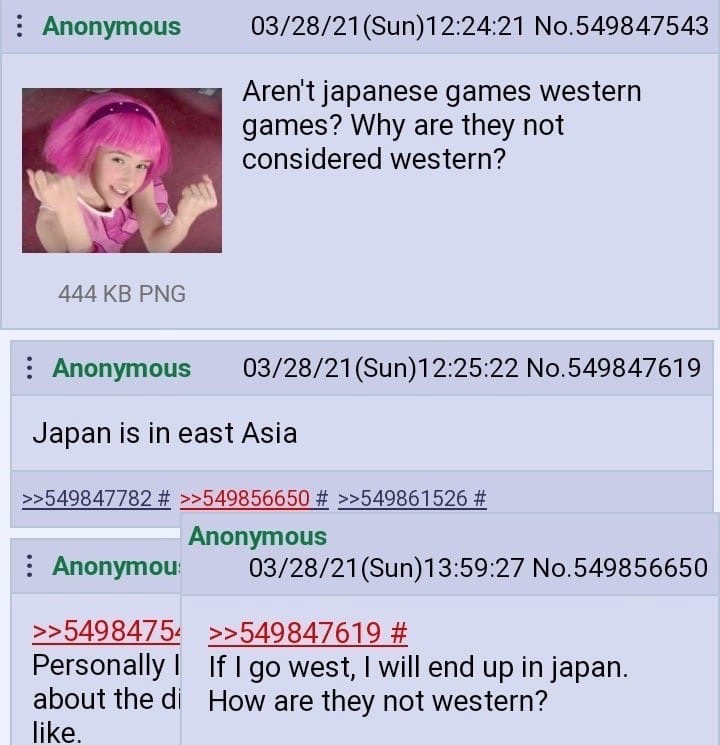 Anonymous 03/28/21(Sun)12:24:21 No.549847543
Aren't japanese games western
games? Why are they not
considered western?
444 KB PNG
Anonymous 03/28/21(Sun)12:25:22 No.549847619
Japan is in east Asia
>>549847782 # >>549856650 # >>549861526 #
Anonymous
03/28/21(Sun)13:59:27 No.549856650
>>549847619 #
If I go west, I will end up in japan.
How are they not western?
Anonymou
>>54984754
Personally I
about the di
like.